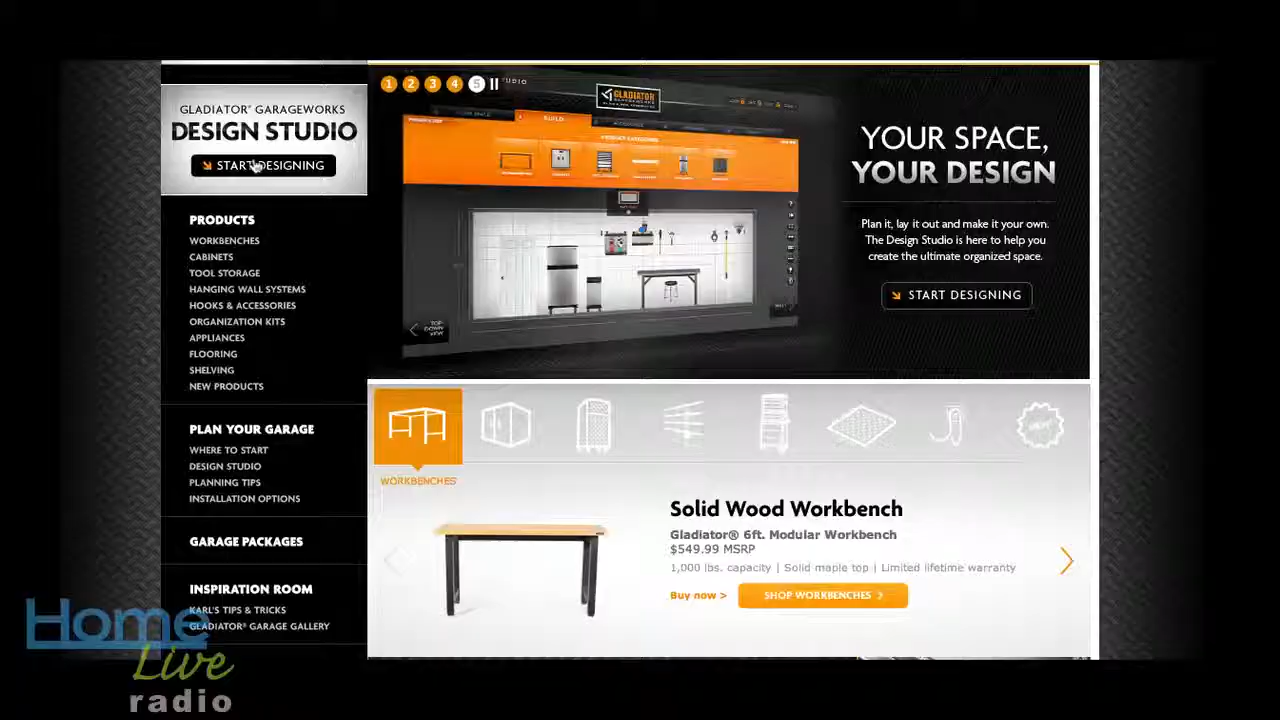 GLADIATOR® GARAGEWORKS
DESIGN STUDIO
START DESIGNING
PRODUCTS
WORKBENCHES
CABINETS
TOOL STORAGE
HANGING WALL SYSTEMS
HOOKS & ACCESSORIES
ORGANIZATION KITS
APPLIANCES
FLOORING
SHELVING
NEW PRODUCTS
PLAN YOUR GARAGE
WHERE TO START
DESIGN STUDIO
PLANNING TIPS
INSTALLATION OPTIONS
GARAGE PACKAGES
INSPIRATION ROOM
KARL'S TIPS & TRICKS
GLADIATOR® GARAGE GALLERY
1 2 3 4 5
GLADIATOR
BUILD
TOP-
DOWN
VIEW
YOUR SPACE,
YOUR DESIGN
Plan it, lay it out and make it your own.
The Design Studio is here to help you
create the ultimate organized space.
START DESIGNING
WORKBENCHES
Solid Wood Workbench
Gladiator® 6ft. Modular Workbench
$549.99 MSRP
1,000 lbs. capacity | Solid maple top | Limited lifetime warranty
Buy now >
SHOP WORKBENCHES >
Home
Live
radio